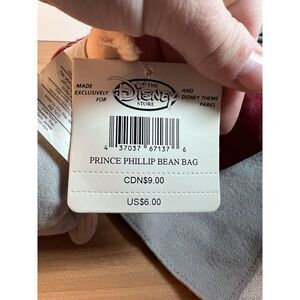 MADE
EXCLUSIVELY
FOR
THE
DISNEY
STORE
AND
DISNEY THEME
PARKS
4 37037 67137 6
PRINCE PHILLIP BEAN BAG
CDN$9.00
US$6.00